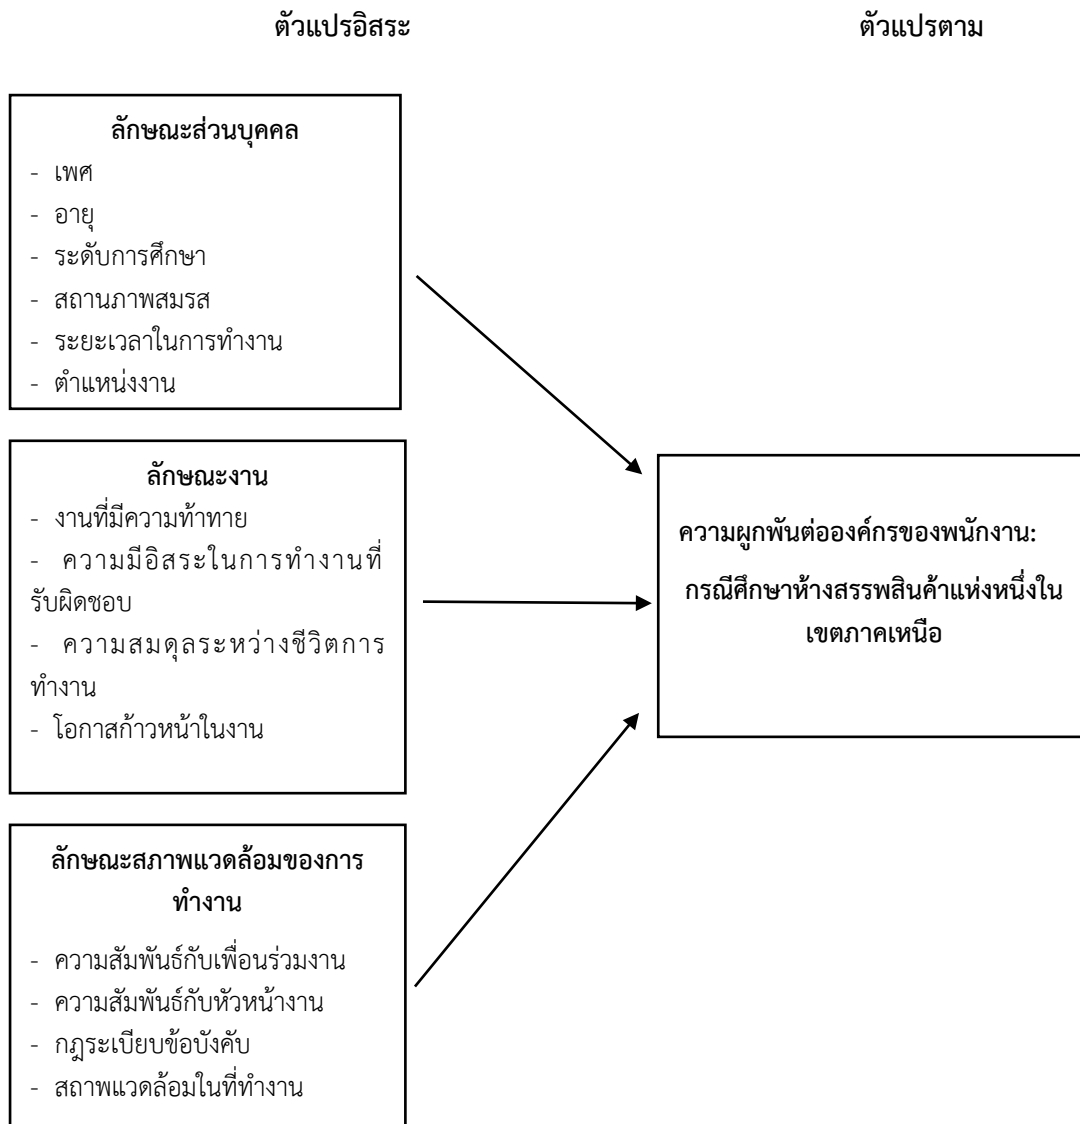 ตัวแปรอิสระ
ตัวแปรตาม
ลักษณะส่วนบุคคล
- เพศ
- อายุ
- ระดับการศึกษา
- สถานภาพสมรส
- ระยะเวลาในการทำงาน
- ตำแหน่งงาน
ลักษณะงาน
- งานที่มีความท้าทาย
- ความมีอิสระในการทำงานที่
รับผิดชอบ
- ความสมดุลระหว่างชีวิตการ
ทำงาน
- โอกาสก้าวหน้าในงาน
ลักษณะสภาพแวดล้อมของการ
ทำงาน
- ความสัมพันธ์กับเพื่อนร่วมงาน
- ความสัมพันธ์กับหัวหน้างาน
- กฎระเบียบข้อบังคับ
- สถาพแวดล้อมในที่ทำงาน
ความผูกพันต่อองค์กรของพนักงาน:
กรณีศึกษาห้างสรรพสินค้าแห่งหนึ่งใน
เขตภาคเหนือ